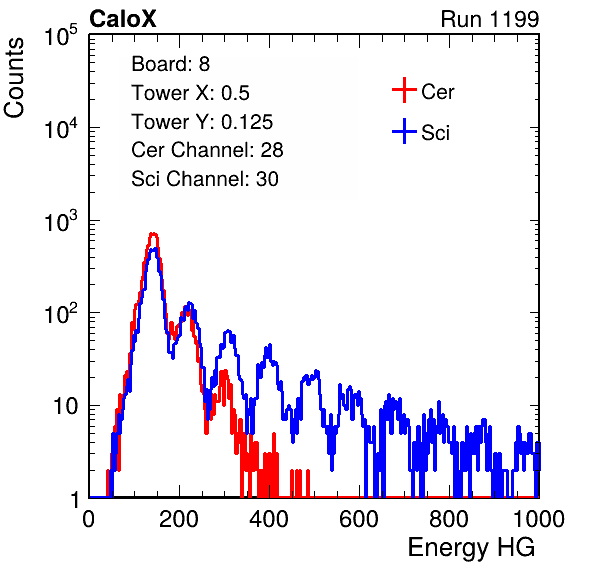 CaloX Run 1199
Counts
Board: 8
Tower X: 0.5
Tower Y: 0.125
Cer Channel: 28
Sci Channel: 30
Cer
Sci
10^5
10^4
10^3
10^2
10
1
0 200 400 600 800 1000
Energy HG